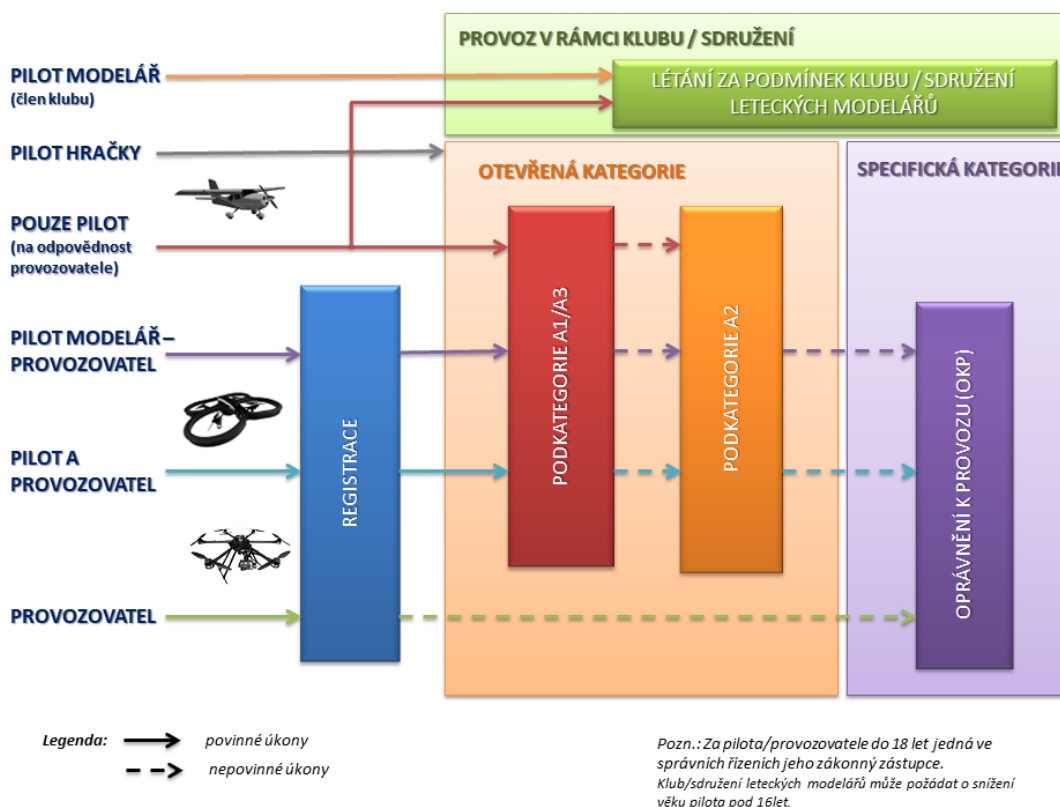 PROVOZ V RÁMCI KLUBU / SDRUŽENÍ
PILOT MODELÁŘ
(člen klubu)
LÉTÁNÍ ZA PODMÍNEK KLUBU / SDRUŽENÍ
LETECKÝCH MODELÁŘŮ
PILOT HRAČKY
OTEVŘENÁ KATEGORIE
SPECIFICKÁ KATEGORIE
POUZE PILOT
(na odpovědnost
provozovatele)
PILOT MODELÁŘ –
PROVOZOVATEL
PILOT A
PROVOZOVATEL
PROVOZOVATEL
REGISTRACE
PODKATEGORIE A1/A3
PODKATEGORIE A2
OPRÁVNĚNÍ K PROVOZU (OKP)
Legenda:
povinné úkony
nepovinné úkony
Pozn.: Za pilota/provozovatele do 18 let jedná ve
správních řízeních jeho zákonný zástupce.
Klub/sdružení leteckých modelářů může požádat o snížení
věku pilota pod 16let.